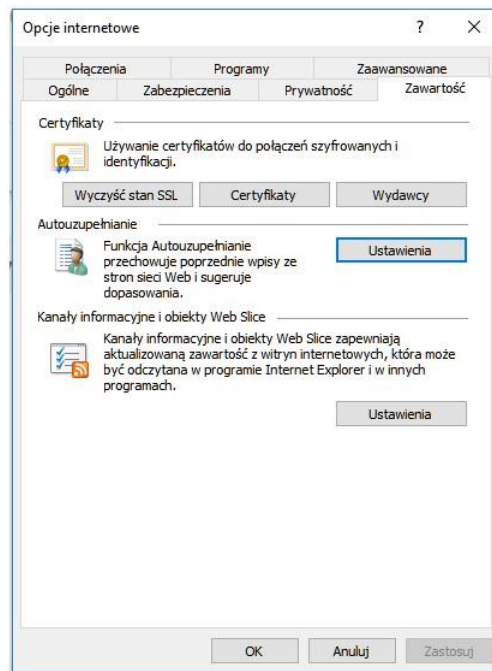 Opcje internetowe
Połączenia Programy Zaawansowane
Ogólne Zabezpieczenia Prywatność Zawartość
Certyfikaty
Używanie certyfikatów do połączeń szyfrowanych i
identyfikacji.
Wyczyść stan SSL Certyfikaty Wydawcy
Autouzupełnianie
Funkcja Autouzupełnianie
przechowuje poprzednie wpisy ze
stron sieci Web i sugeruje
dopasowania.
Ustawienia
Kanały informacyjne i obiekty Web Slice
Kanały informacyjne i obiekty Web Slice zapewniają
aktualizowaną zawartość z witryn internetowych, która może
być odczytana w programie Internet Explorer i w innych
programach.
Ustawienia
OK Anuluj Zastosuj